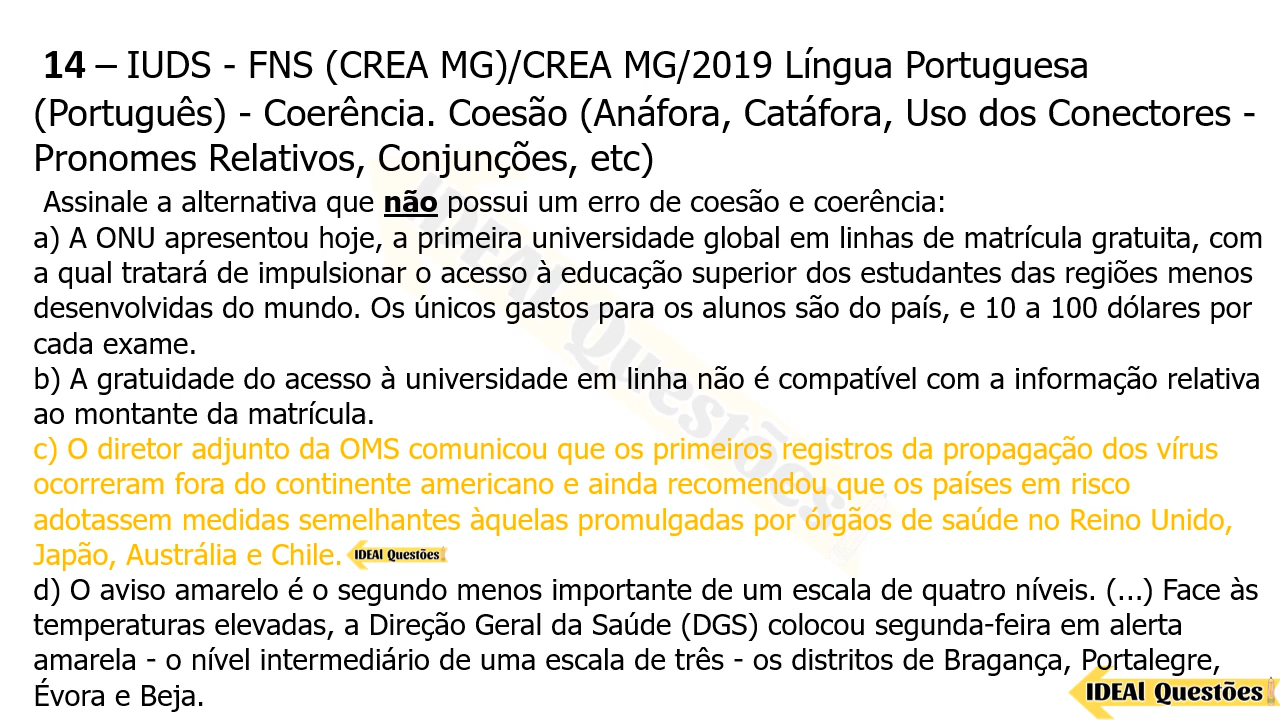 14 – IUDS - FNS (CREA MG)/CREA MG/2019 Língua Portuguesa
(Português) - Coerência. Coesão (Anáfora, Catáfora, Uso dos Conectores -
Pronomes Relativos, Conjunções, etc)
Assinale a alternativa que não possui um erro de coesão e coerência:
a) A ONU apresentou hoje, a primeira universidade global em linhas de matrícula gratuita, com
a qual tratará de impulsionar o acesso à educação superior dos estudantes das regiões menos
desenvolvidas do mundo. Os únicos gastos para os alunos são do país, e 10 a 100 dólares por
cada exame.
b) A gratuidade do acesso à universidade em linha não é compatível com a informação relativa
ao montante da matrícula.
c) O diretor adjunto da OMS comunicou que os primeiros registros da propagação dos vírus
ocorreram fora do continente americano e ainda recomendou que os países em risco
adotassem medidas semelhantes àquelas promulgadas por órgãos de saúde no Reino Unido,
Japão, Austrália e Chile. IDEAl Questões
d) O aviso amarelo é o segundo menos importante de um escala de quatro níveis. (...) Face às
temperaturas elevadas, a Direção Geral da Saúde (DGS) colocou segunda-feira em alerta
amarela - o nível intermediário de uma escala de três - os distritos de Bragança, Portalegre,
Évora e Beja.
IDEAl Questões
IDEAl Questões